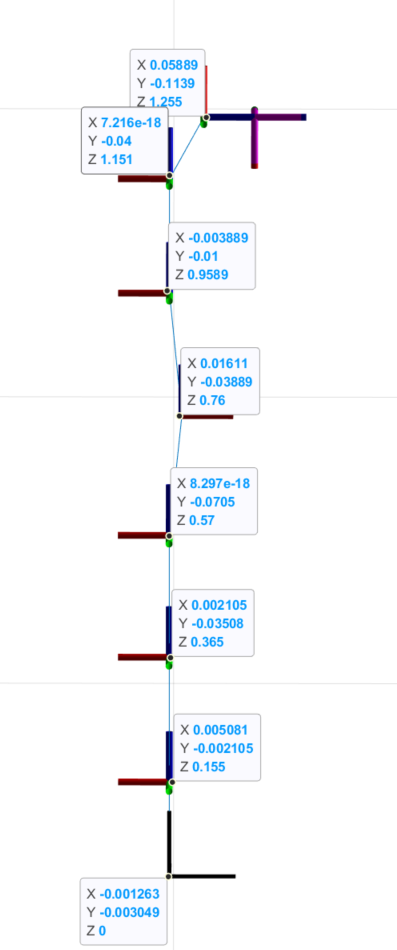 X 0.05889
Y -0.1139
Z 1.255
X 7.216e-18
Y -0.04
Z 1.151
X -0.003889
Y -0.01
Z 0.9589
X 0.01611
Y -0.03889
Z 0.76
X 8.297e-18
Y -0.0705
Z 0.57
X 0.002105
Y -0.03508
Z 0.365
X 0.005081
Y -0.002105
Z 0.155
X -0.001263
Y -0.003049
Z 0